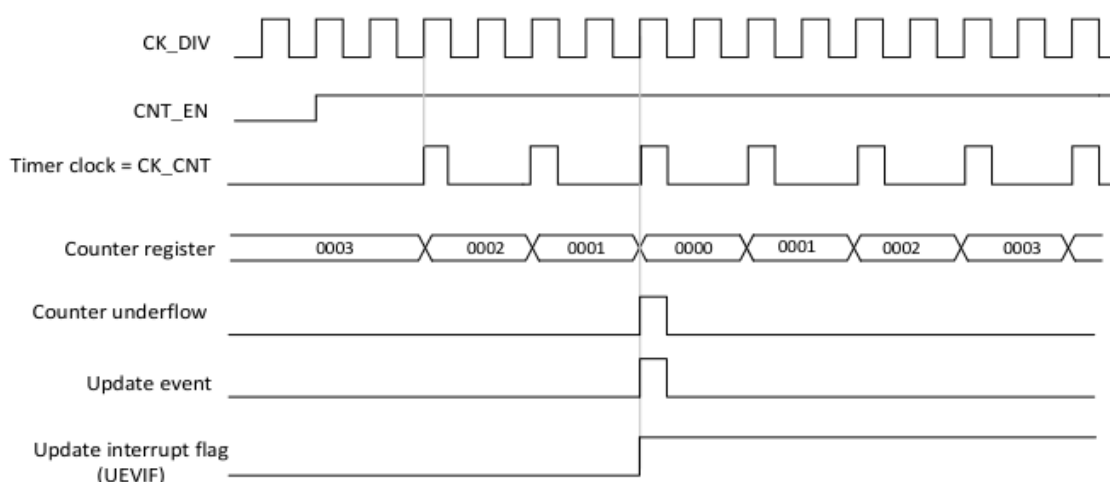 CK_DIV
CNT_EN
Timer clock = CK_CNT
Counter register 0003 0002 0001 0000 0001 0002 0003
Counter underflow
Update event
Update interrupt flag
(UEVIF)